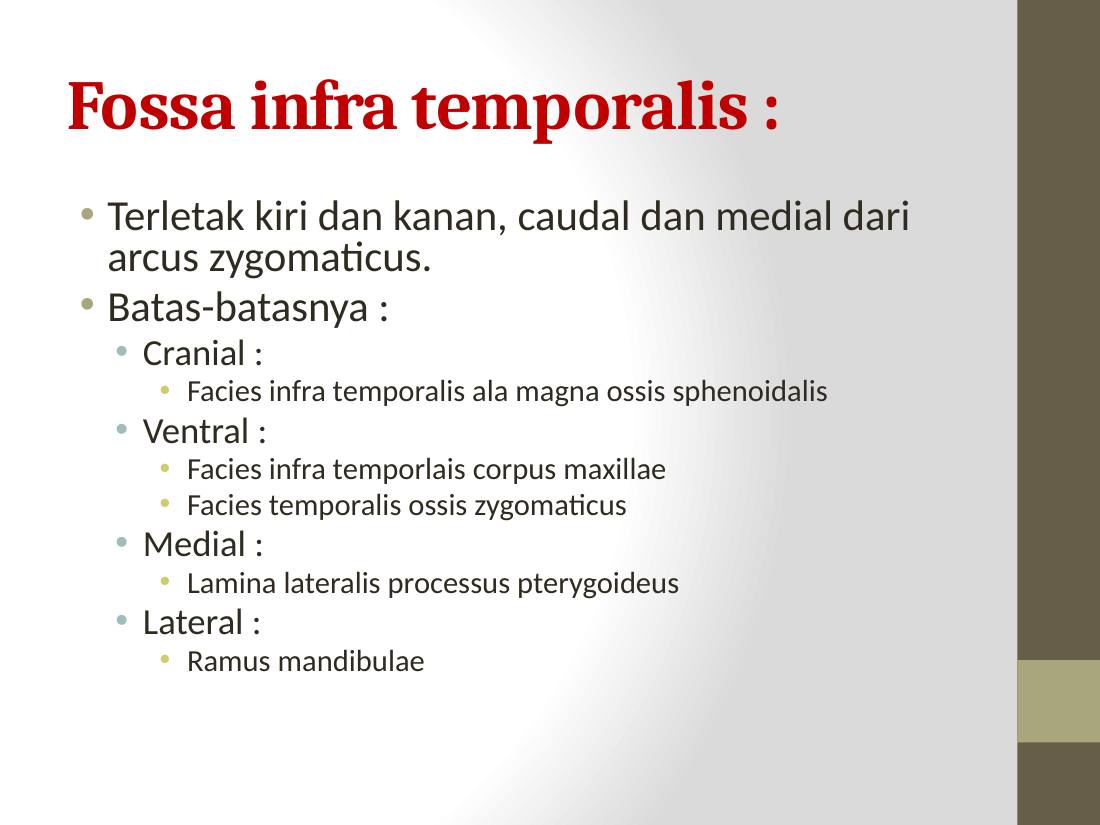 Fossa infra temporalis :
• Terletak kiri dan kanan, caudal dan medial dari
arcus zygomaticus.
• Batas-batasnya :
• Cranial :
• Facies infra temporalis ala magna ossis sphenoidalis
• Ventral :
• Facies infra temporlais corpus maxillae
• Facies temporalis ossis zygomaticus
• Medial :
• Lamina lateralis processus pterygoideus
• Lateral :
• Ramus mandibulae